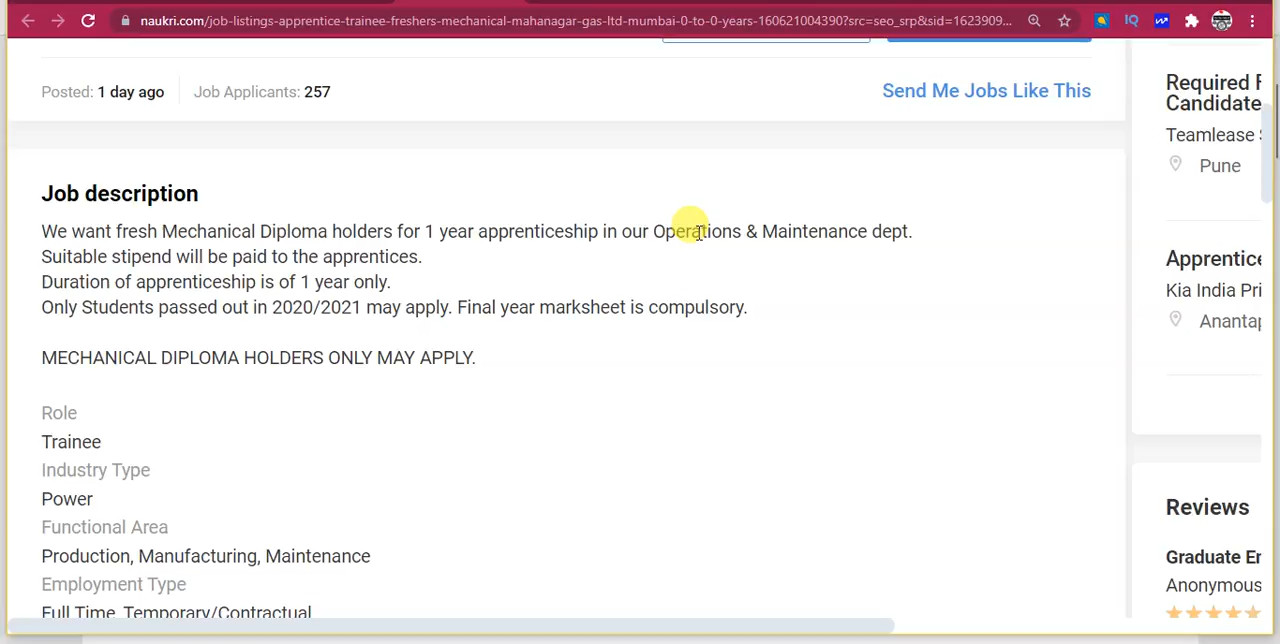 naukri.com/job-listings-apprentice-trainee-freshers-mechanical-mahanagar-gas-ltd-mumbai-0-to-0-years-160621004390?src=seo_srp&sid=1623909...
IQ
Posted: 1 day ago
Job Applicants: 257
Send Me Jobs Like This
Job description
We want fresh Mechanical Diploma holders for 1 year apprenticeship in our Operations & Maintenance dept.
Suitable stipend will be paid to the apprentices.
Duration of apprenticeship is of 1 year only.
Only Students passed out in 2020/2021 may apply. Final year marksheet is compulsory.
MECHANICAL DIPLOMA HOLDERS ONLY MAY APPLY.
Role
Trainee
Industry Type
Power
Functional Area
Production, Manufacturing, Maintenance
Employment Type
Full Time, Temporary/Contractual
Required F
Candidate
Teamlease S
Pune
Apprentice
Kia India Pri
Anantap
Reviews
Graduate En
Anonymous